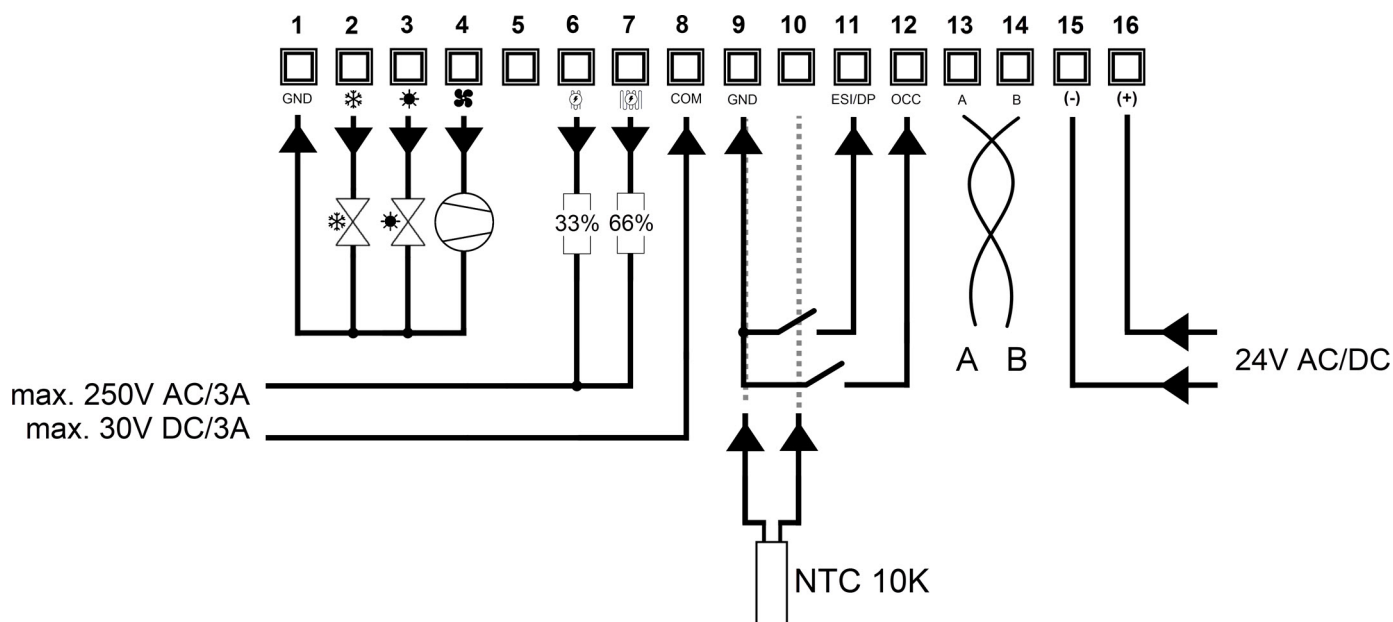 1 2 3 4 5 6 7 8 9 10 11 12 13 14 15 16
GND COM GND ESI/DP OCC A B (-) (+)
33% 66%
A B
24V AC/DC
max. 250V AC/3A
max. 30V DC/3A
NTC 10K